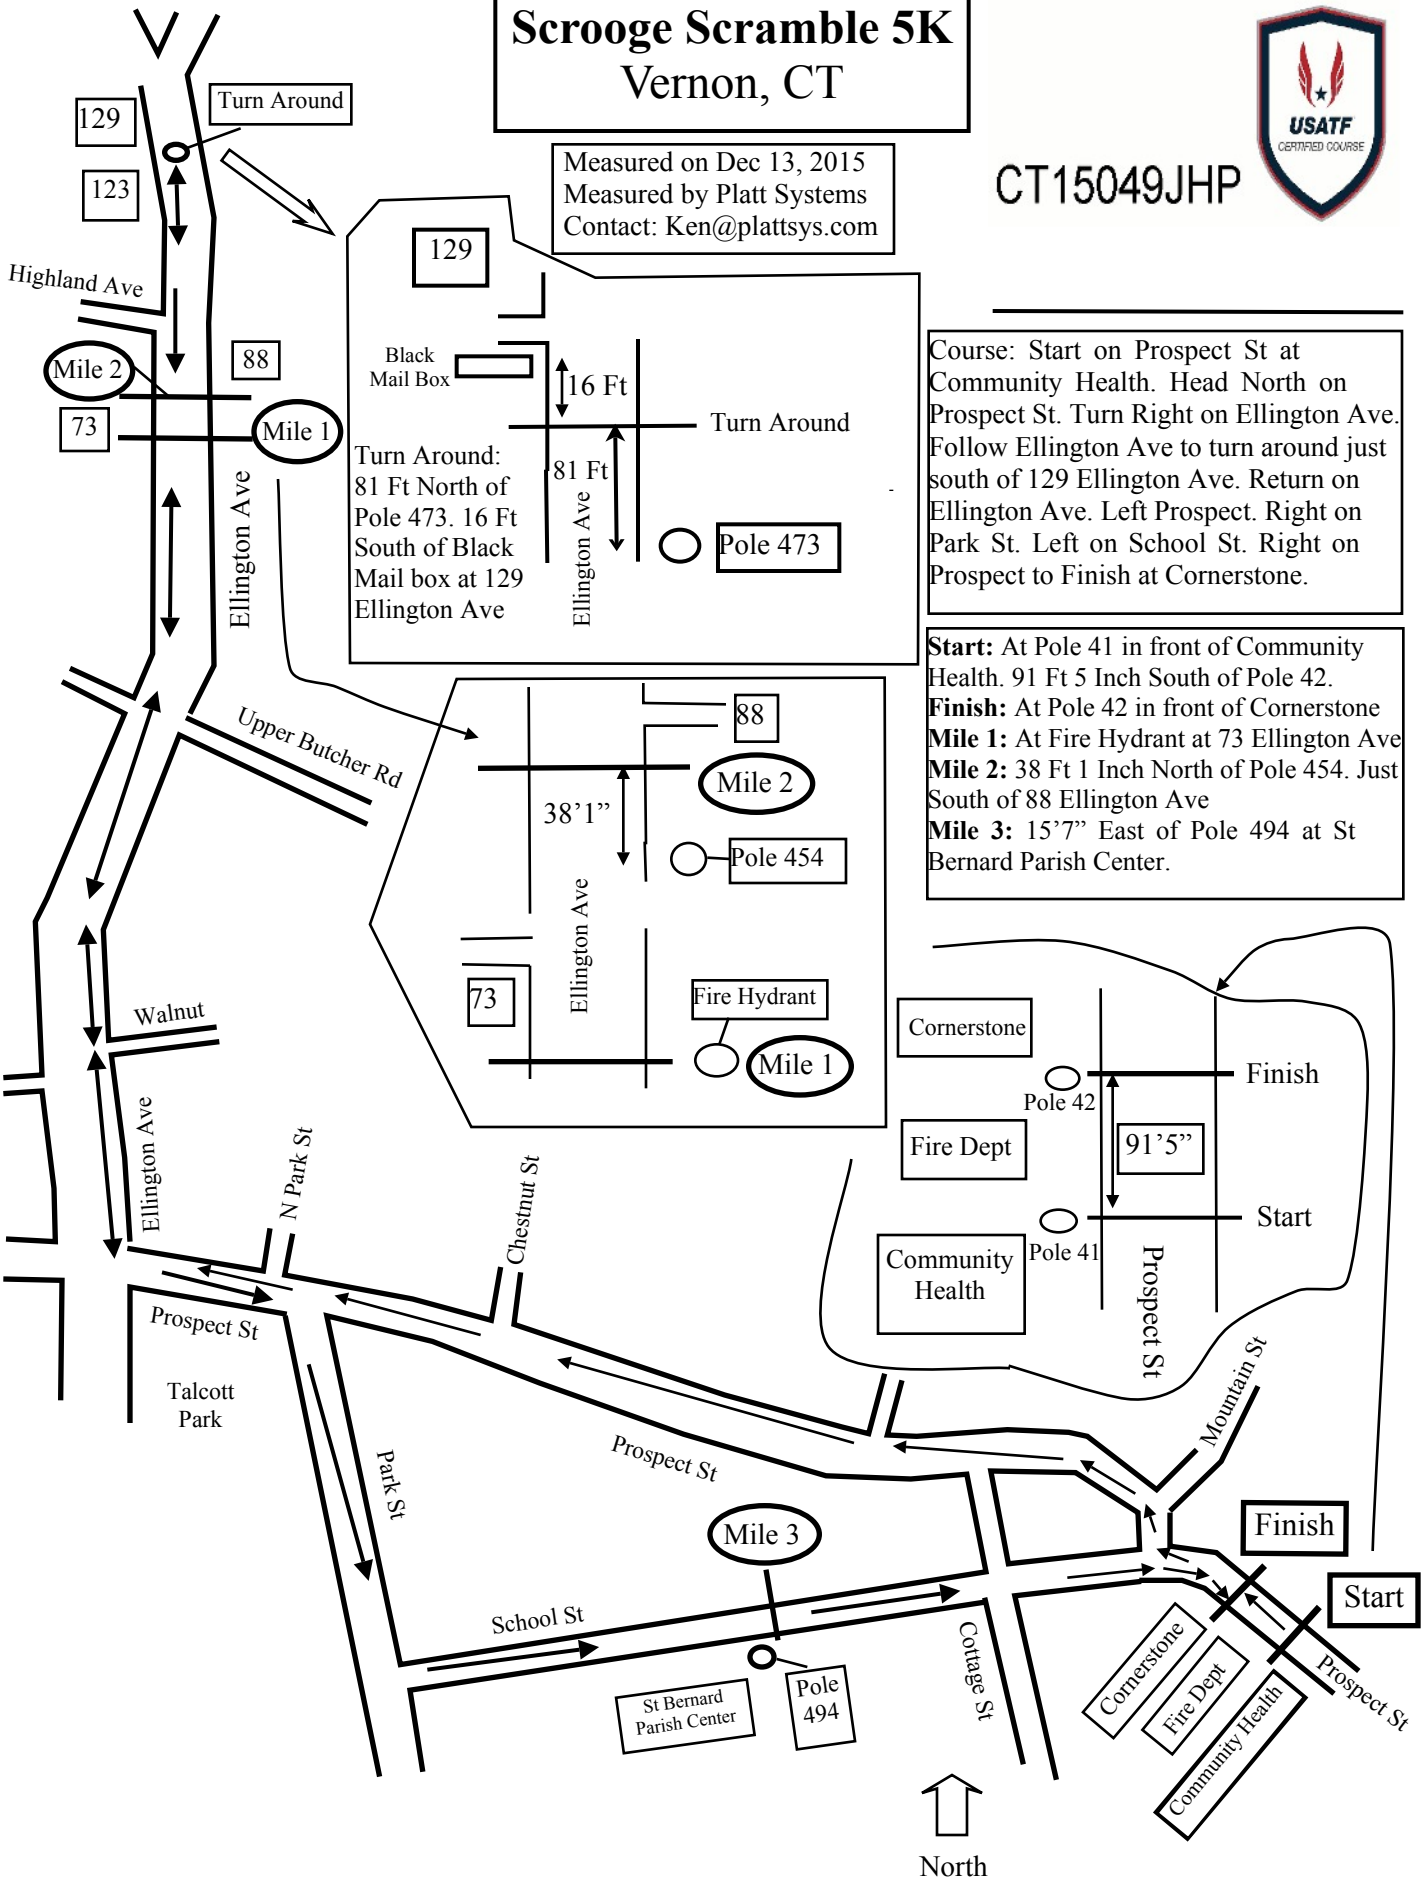 Scrooge Scramble 5K
Vernon, CT
USATF
CERTIFIED COURSE
CT15049JHP
Measured on Dec 13, 2015
Measured by Platt Systems
Contact: Ken@plattsys.com
Turn Around
129
123
Highland Ave
Mile 2
88
73
Mile 1
Ellington Ave
129
Black
Mail Box
16 Ft
Turn Around
81 Ft
Turn Around:
81 Ft North of
Pole 473. 16 Ft
South of Black
Mail box at 129
Ellington Ave
Ellington Ave
Pole 473
Course: Start on Prospect St at
Community Health. Head North on
Prospect St. Turn Right on Ellington Ave.
Follow Ellington Ave to turn around just
south of 129 Ellington Ave. Return on
Ellington Ave. Left Prospect. Right on
Park St. Left on School St. Right on
Prospect to Finish at Cornerstone.
Start: At Pole 41 in front of Community
Health. 91 Ft 5 Inch South of Pole 42.
Finish: At Pole 42 in front of Cornerstone
Mile 1: At Fire Hydrant at 73 Ellington Ave
Mile 2: 38 Ft 1 Inch North of Pole 454. Just
South of 88 Ellington Ave
Mile 3: 15’7” East of Pole 494 at St
Bernard Parish Center.
Upper Butcher Rd
88
Mile 2
38’1”
Pole 454
Ellington Ave
73
Fire Hydrant
Mile 1
Walnut
Ellington Ave
N Park St
Chestnut St
Cornerstone
Finish
Pole 42
Fire Dept
91’5”
Start
Pole 41
Community
Health
Prospect St
Prospect St
Talcott
Park
Park St
Prospect St
Mountain St
Mile 3
Finish
Start
School St
St Bernard
Parish Center
Pole
494
Cottage St
Cornerstone
Fire Dept
Community Health
Prospect St
North